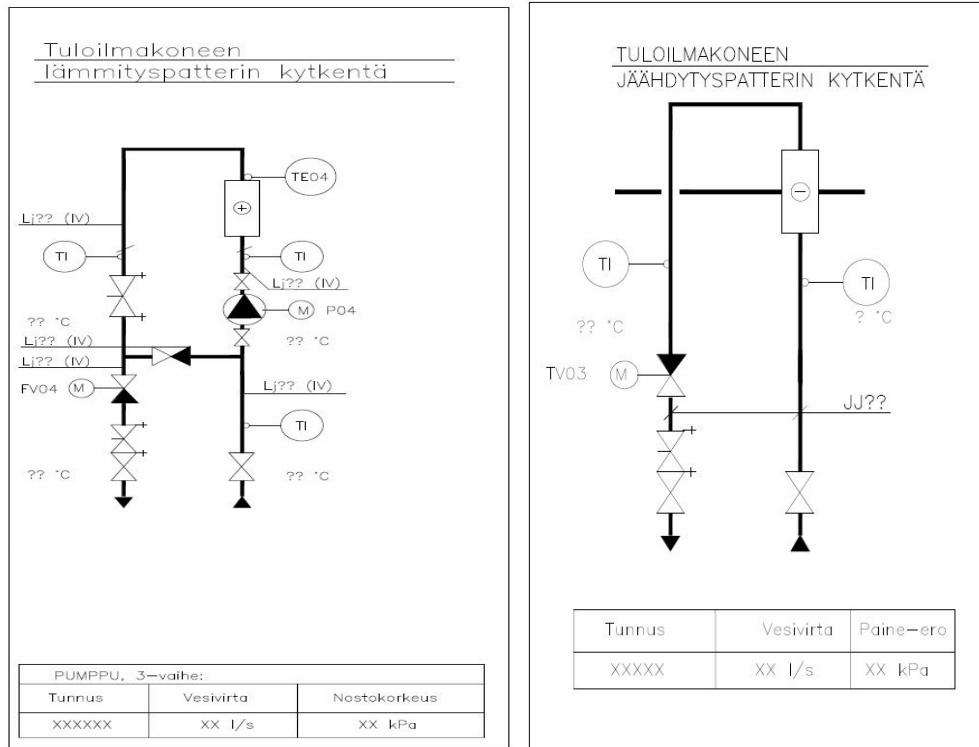 Tuloilmakoneen
lämmityspatterin kytkentä
TE04
Lj?? (IV)
TI
TI
Lj?? (IV)
M
P04
?? °C
?? °C
Lj?? (IV)
Lj?? (IV)
FV04
M
Lj?? (IV)
TI
?? °C
?? °C
PUMPPU, 3-vaihe:
Tunnus Vesivirta Nostokorkeus
XXXXXX XX l/s XX kPa
TULOILMAKONEEN
JÄÄHDYTYSPATTERIN KYTKENTÄ
TI
TI
?? °C
? °C
TV03
M
JJ??
Tunnus Vesivirta Paine-ero
XXXXX XX l/s XX kPa